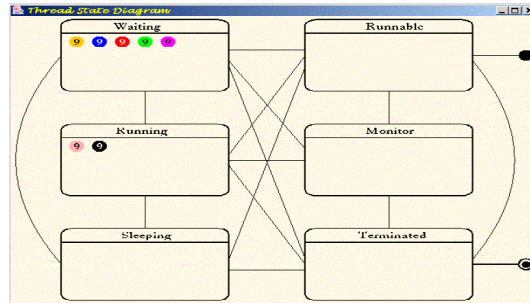 Thread State Diagram
Waiting
Runnable
9 9 9 9 9
Running
Monitor
9 9
Sleeping
Terminated